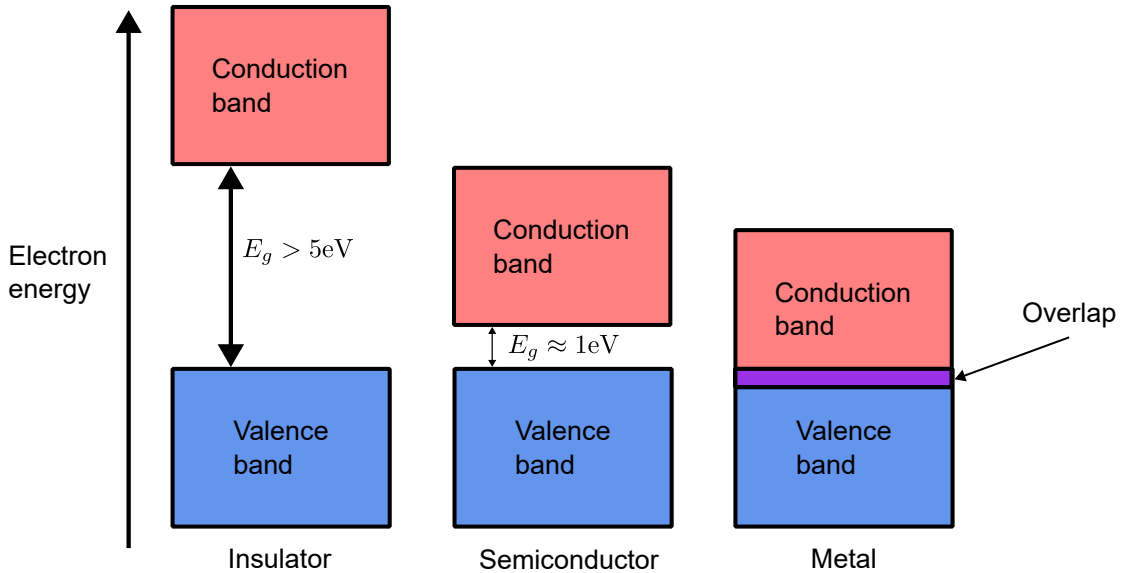 Conduction
band
Electron
energy
E_g > 5eV
Valence
band
Insulator
Conduction
band
E_g ≈ 1eV
Valence
band
Semiconductor
Conduction
band
Overlap
Valence
band
Metal